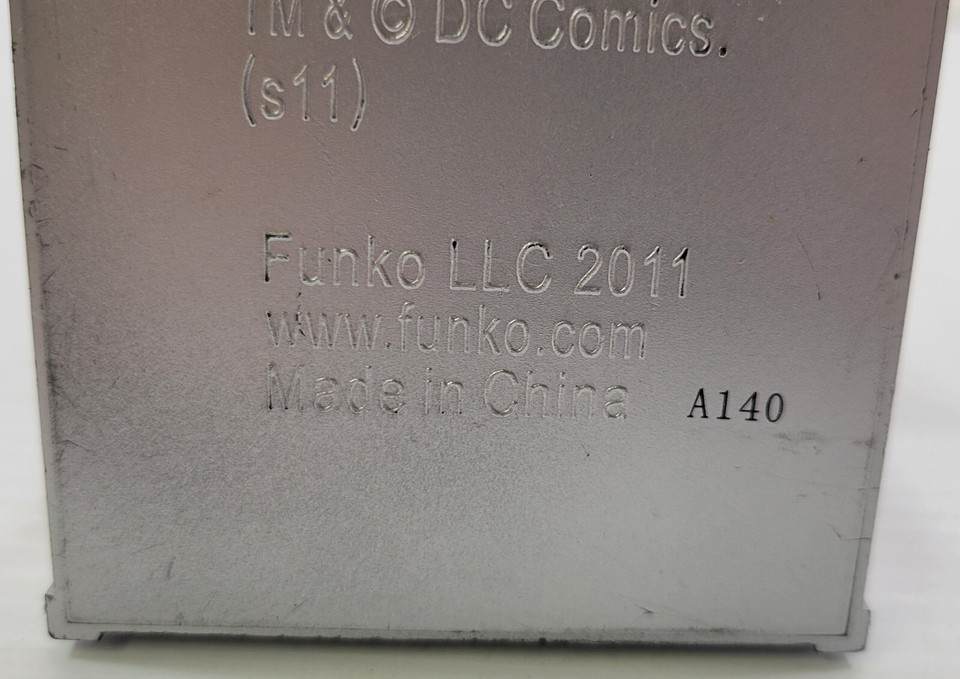 TM & © DC Comics.
(s11)
Funko LLC 2011
www.funko.com
Made in China A140